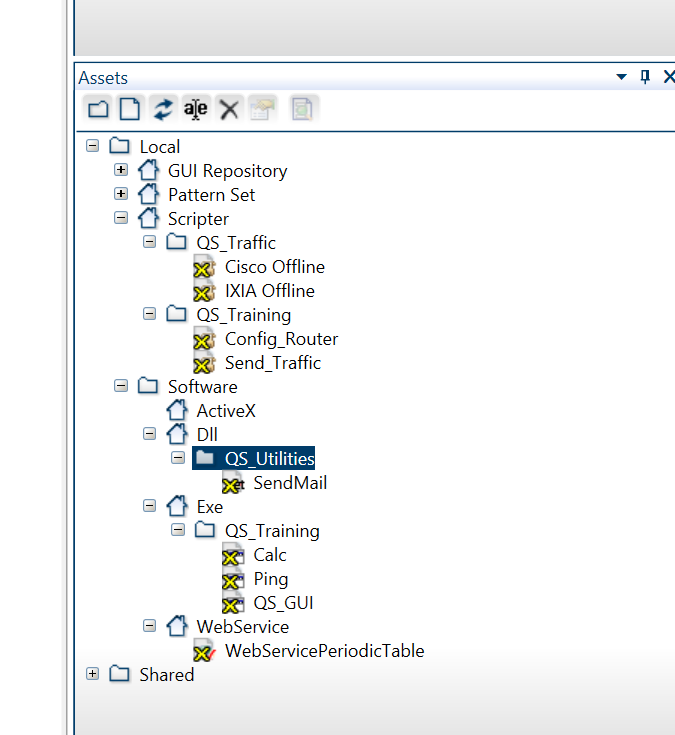 Assets
a|e
Local
GUI Repository
Pattern Set
Scripter
QS_Traffic
Cisco Offline
IXIA Offline
QS_Training
Config_Router
Send_Traffic
Software
ActiveX
Dll
QS_Utilities
SendMail
Exe
QS_Training
Calc
Ping
QS_GUI
WebService
WebServicePeriodicTable
Shared